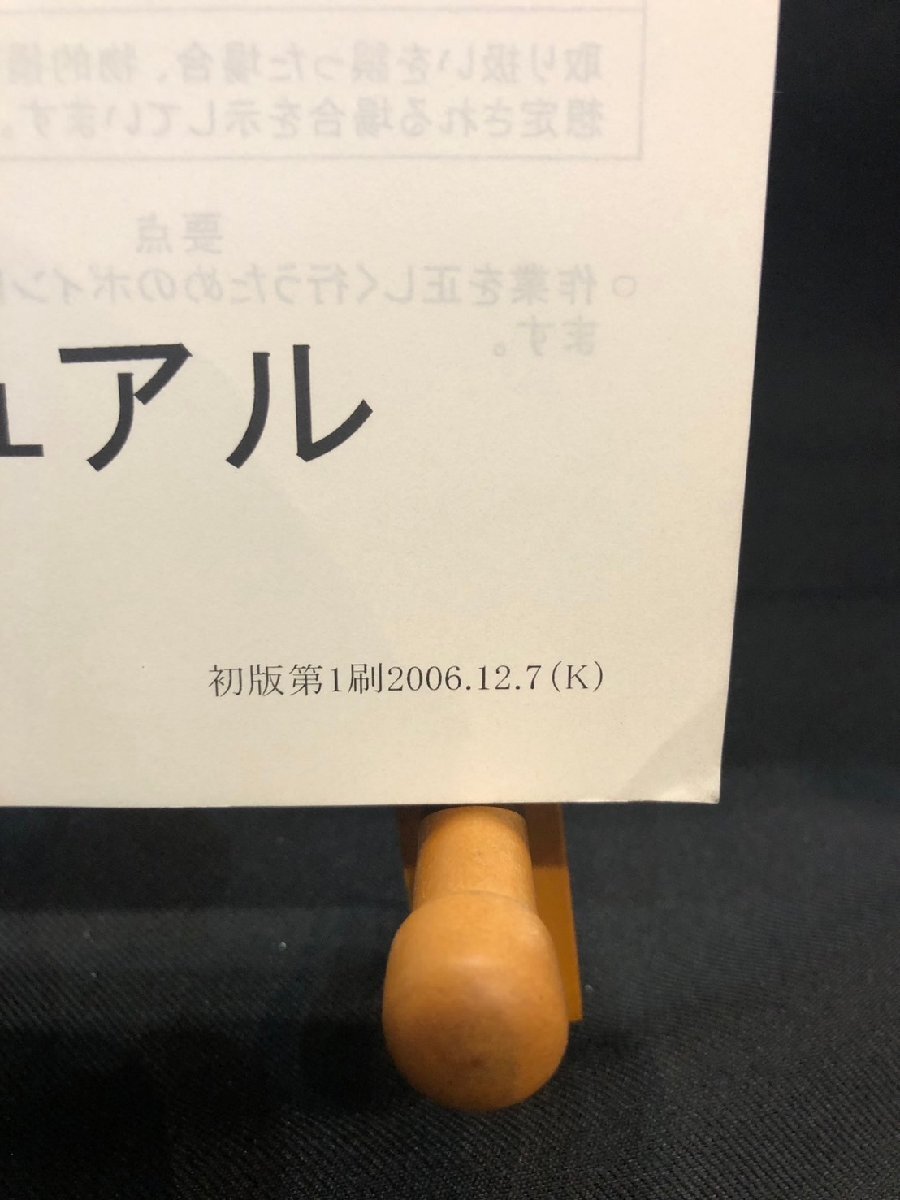 取り扱いを誤った場合、物的損
想定される場合を示しています。
要点
○作業を正しく行うためのポイン
ます。
ュアル
初版第1刷2006.12.7(K)